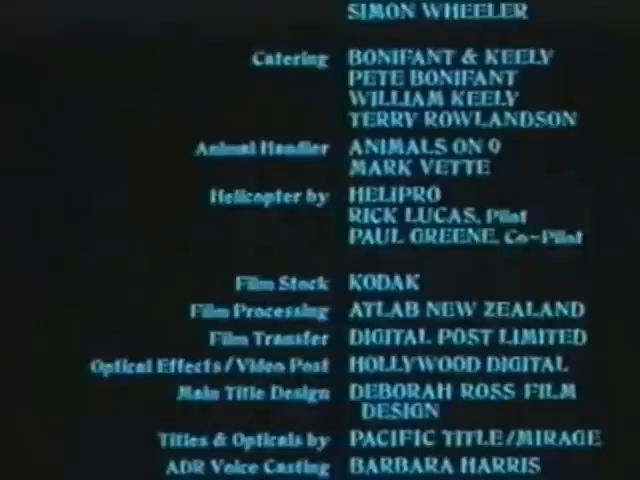 SIMON WHEELER
Catering BONIFANT & KEELY
PETE BONIFANT
WILLIAM KEELY
TERRY ROWLANDSON
Animal Handler ANIMALS ON 9
MARK VETTE
Helicopter by HELIPRO
RICK LUCAS, Pilot
PAUL GREENE, Co-Pilot
Film Stock KODAK
Film Processing ATLAB NEW ZEALAND
Film Transfer DIGITAL POST LIMITED
Optical Effects/Video Post HOLLYWOOD DIGITAL
Main Title Design DEBORAH ROSS FILM
DESIGN
Titles & Opticals by PACIFIC TITLE/MIRAGE
ADR Voice Casting BARBARA HARRIS